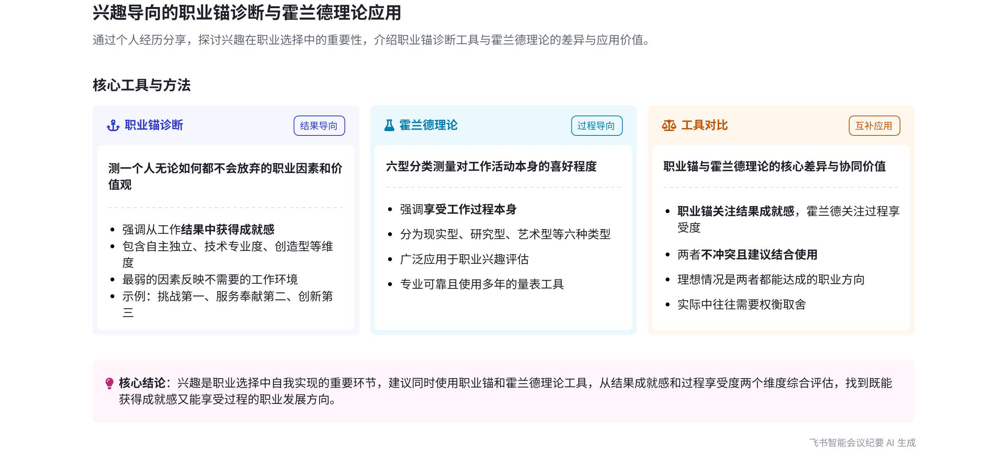 兴趣导向的职业锚诊断与霍兰德理论应用
通过个人经历分享，探讨兴趣在职业选择中的重要性，介绍职业锚诊断工具与霍兰德理论的差异与应用价值。
核心工具与方法
职业锚诊断
结果导向
测一个人无论如何都不会放弃的职业因素和价
值观
强调从工作结果中获得成就感
包含自主独立、技术专业度、创造型等维
度
最弱的因素反映不需要的工作环境
示例：挑战第一、服务奉献第二、创新第
三
霍兰德理论
过程导向
六型分类测量对工作活动本身的喜好程度
强调享受工作过程本身
分为现实型、研究型、艺术型等六种类型
广泛应用于职业兴趣评估
专业可靠且使用多年的量表工具
工具对比
互补应用
职业锚与霍兰德理论的核心差异与协同价值
职业锚关注结果成就感，霍兰德关注过程享
受度
两者不冲突且建议结合使用
理想情况是两者都能达成的职业方向
实际中往往需要权衡取舍
核心结论：兴趣是职业选择中自我实现的重要环节，建议同时使用职业锚和霍兰德理论工具，从结果成就感和过程享受度两个维度综合评估，找到既能
获得成就感又能享受过程的职业发展方向。
飞书智能会议纪要 AI 生成